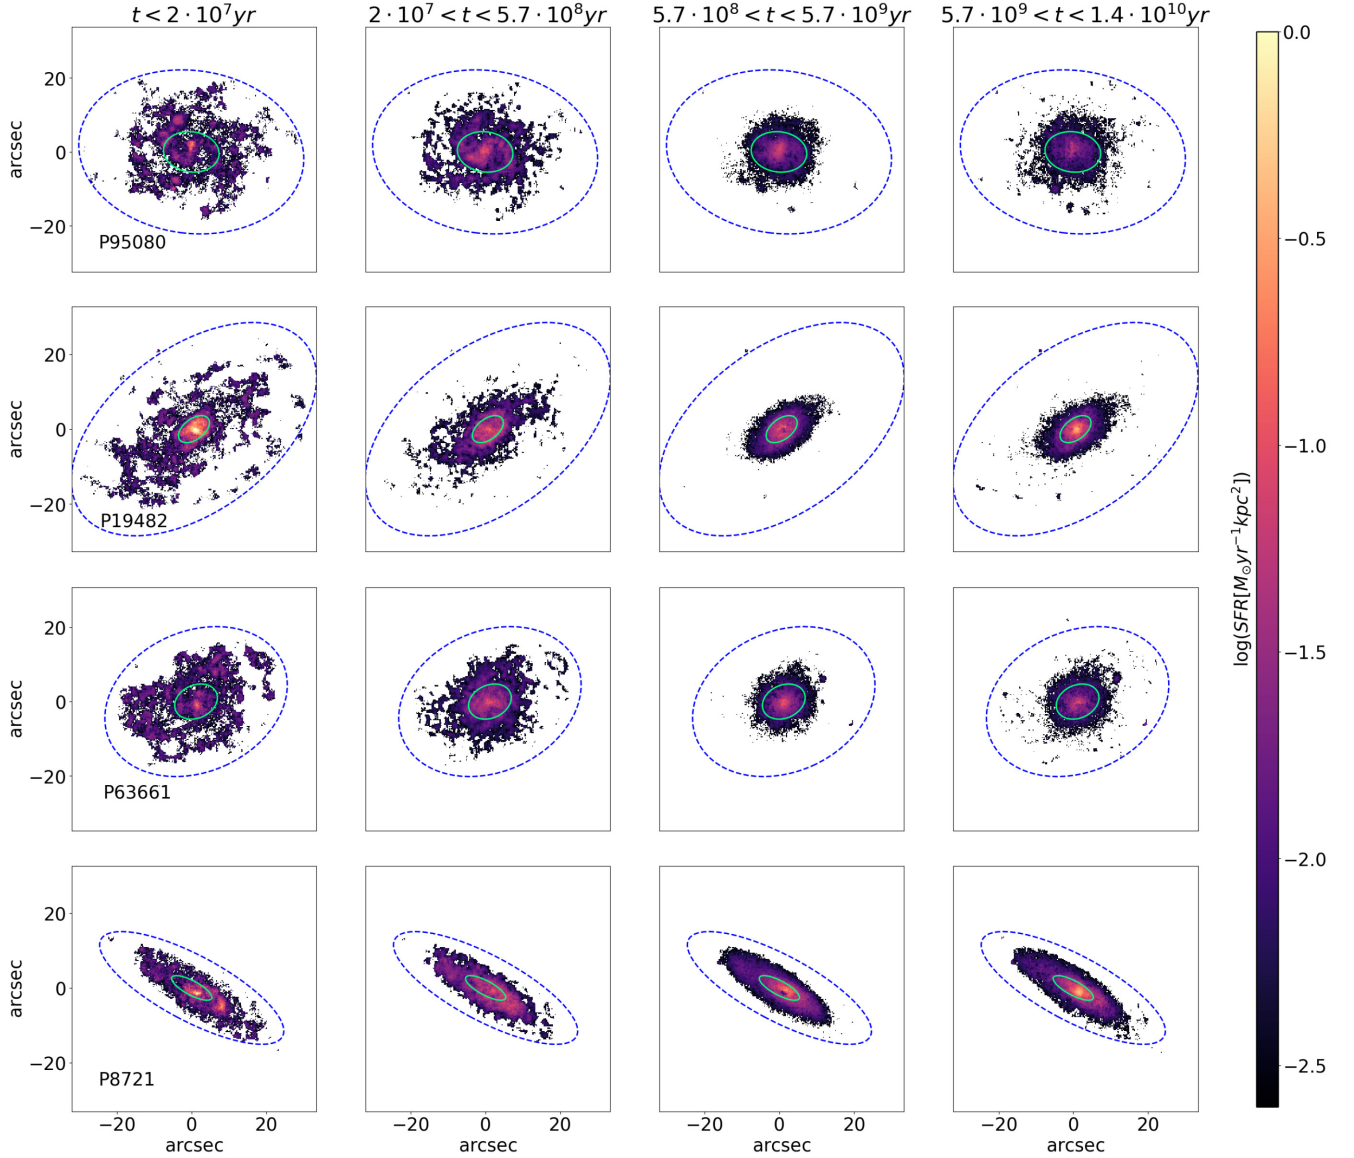 t < 2 · 10⁷yr
2 · 10⁷ < t < 5.7 · 10⁸yr
5.7 · 10⁸ < t < 5.7 · 10⁹yr
5.7 · 10⁹ < t < 1.4 · 10¹⁰yr
arcsec
20
0
−20
P95080
arcsec
20
0
−20
P19482
arcsec
20
0
−20
P63661
arcsec
20
0
−20
P8721
−20 0 20
arcsec
−20 0 20
arcsec
−20 0 20
arcsec
−20 0 20
arcsec
0.0
−0.5
−1.0
−1.5
−2.0
−2.5
log(SFR[M⊙yr⁻¹kpc²])